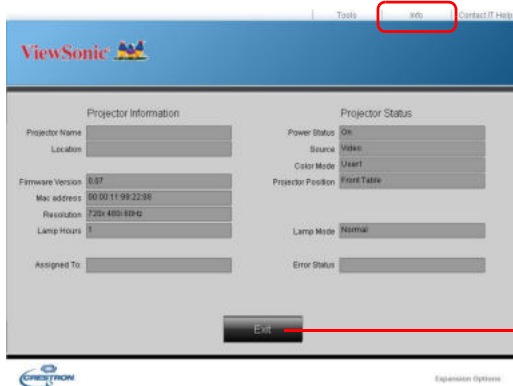 Tools Info Contact IT Help
ViewSonic
Projector Information
Projector Name
Location
Firmware Version 0.07
Mac address 00:00:11:99:22:88
Resolution 720x 480i 60Hz
Lamp Hours 1
Assigned To:
Projector Status
Power Status On
Source Video
Color Mode User1
Projector Position Front Table
Lamp Mode Normal
Error Status
Exit
CRESTRON
Expansion Options